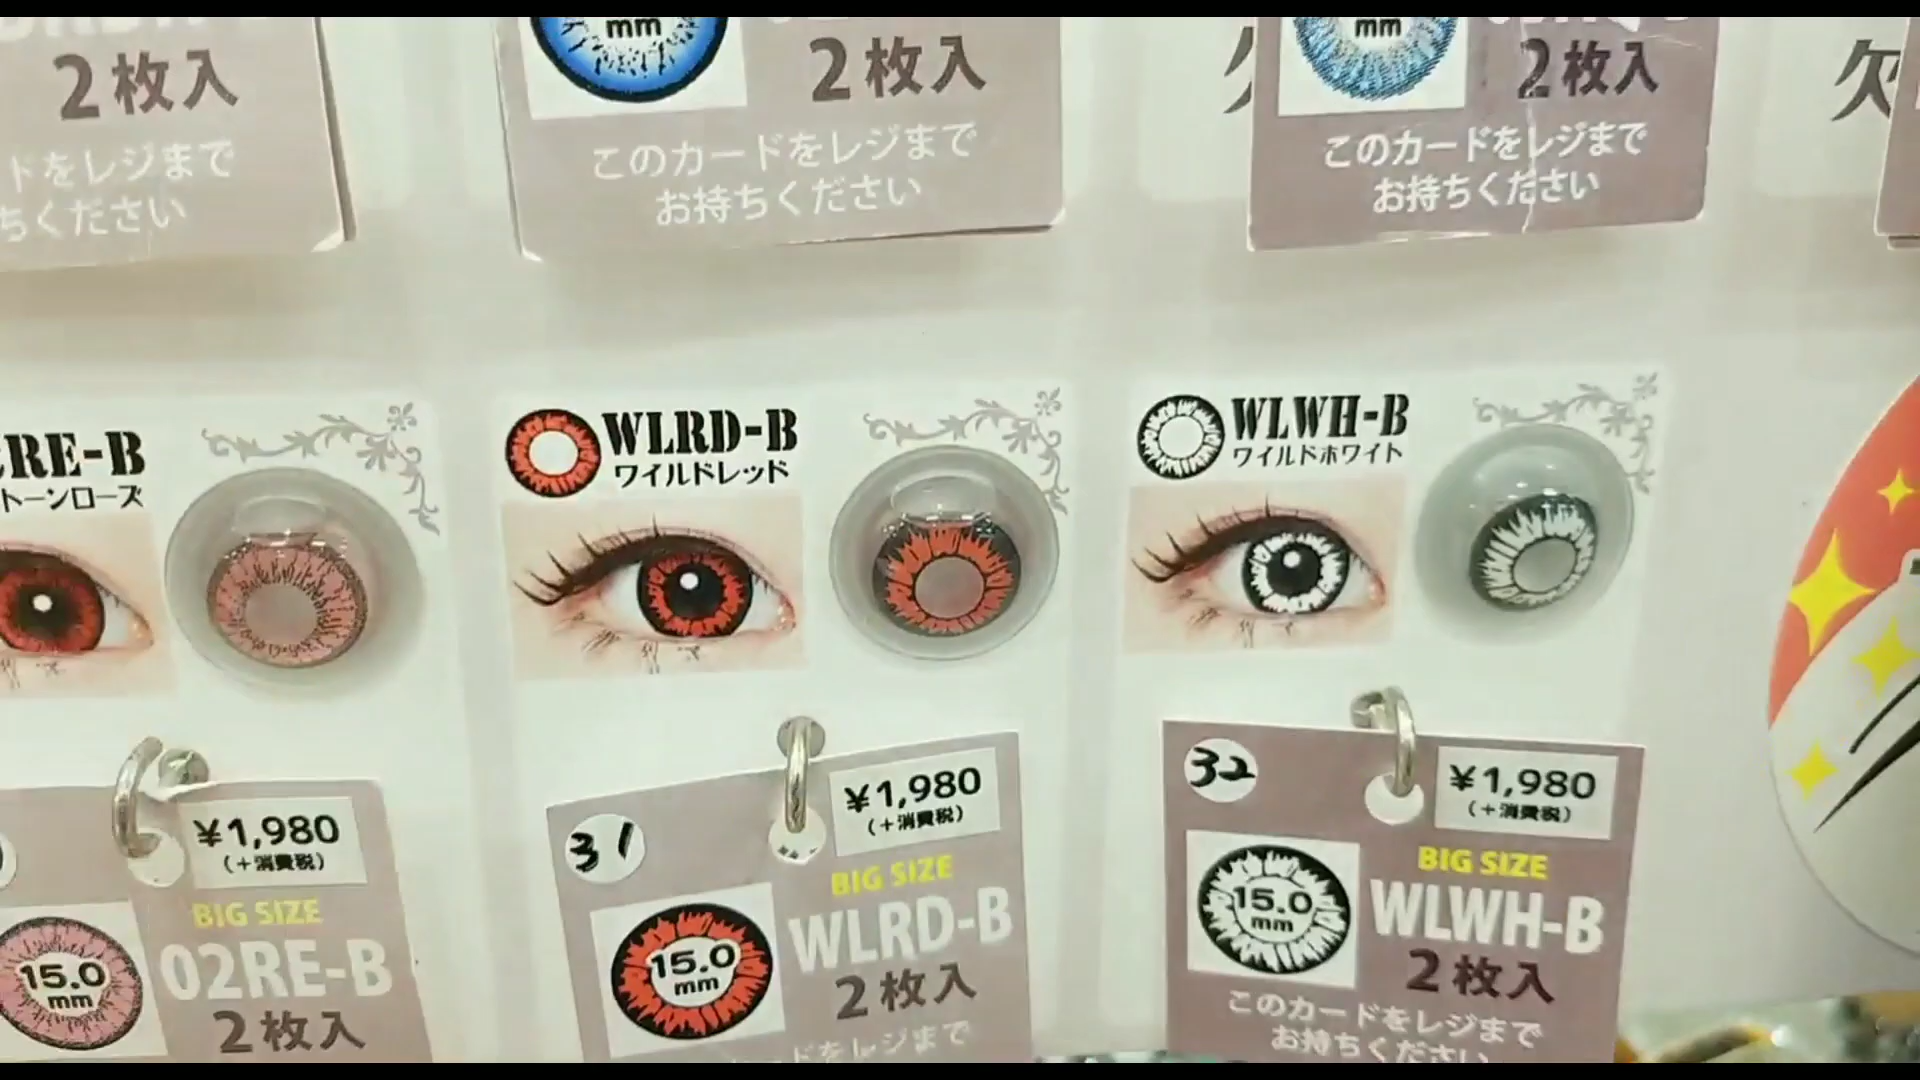 2枚入
ドをレジまで
ちください
mm
2枚入
このカードをレジまで
お持ちください
mm
2枚入
このカードをレジまで
お持ちください
欠
RE-B
トーンローズ
WLRD-B
ワイルドレッド
WLWH-B
ワイルドホワイト
¥1,980
(+消費税)
BIG SIZE
02RE-B
15.0
mm
2枚入
31
¥1,980
(+消費税)
BIG SIZE
WLRD-B
15.0
mm
2枚入
ドをレジまで
32
¥1,980
(+消費税)
BIG SIZE
WLWH-B
15.0
mm
2枚入
このカードをレジまで
お持ちください